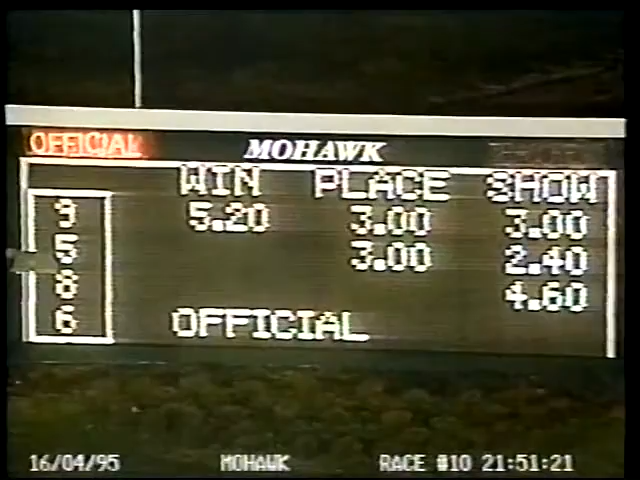 OFFICIAL MOHAWK
WIN PLACE SHOW
9 5.20 3.00 3.00
5 3.00 2.40
8 4.60
6 OFFICIAL
16/04/95 MOHAWK RACE #10 21:51:21